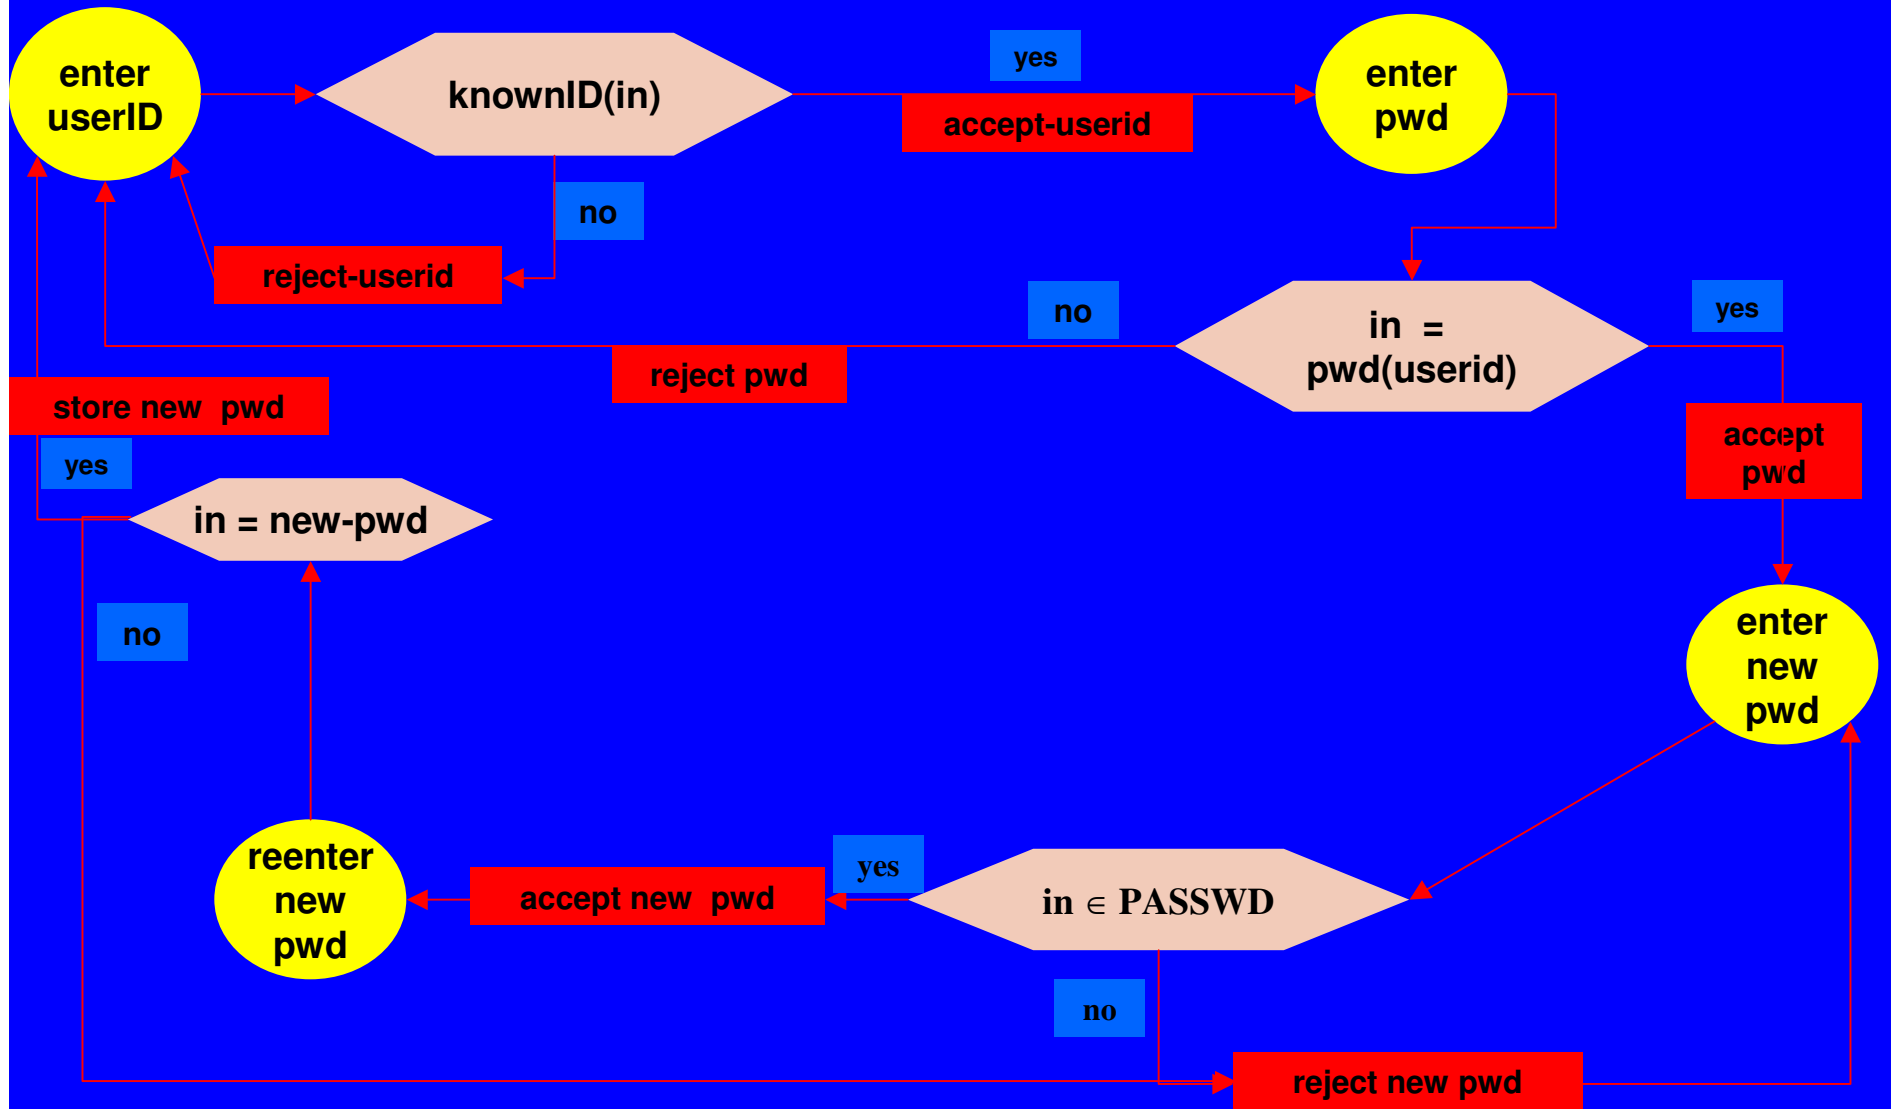 enter
userID
knownID(in)
yes
accept-userid
enter
pwd
no
reject-userid
no
reject pwd
in =
pwd(userid)
yes
accept
pwd
store new pwd
yes
in = new-pwd
no
enter
new
pwd
reenter
new
pwd
accept new pwd
yes
in ∈ PASSWD
no
reject new pwd